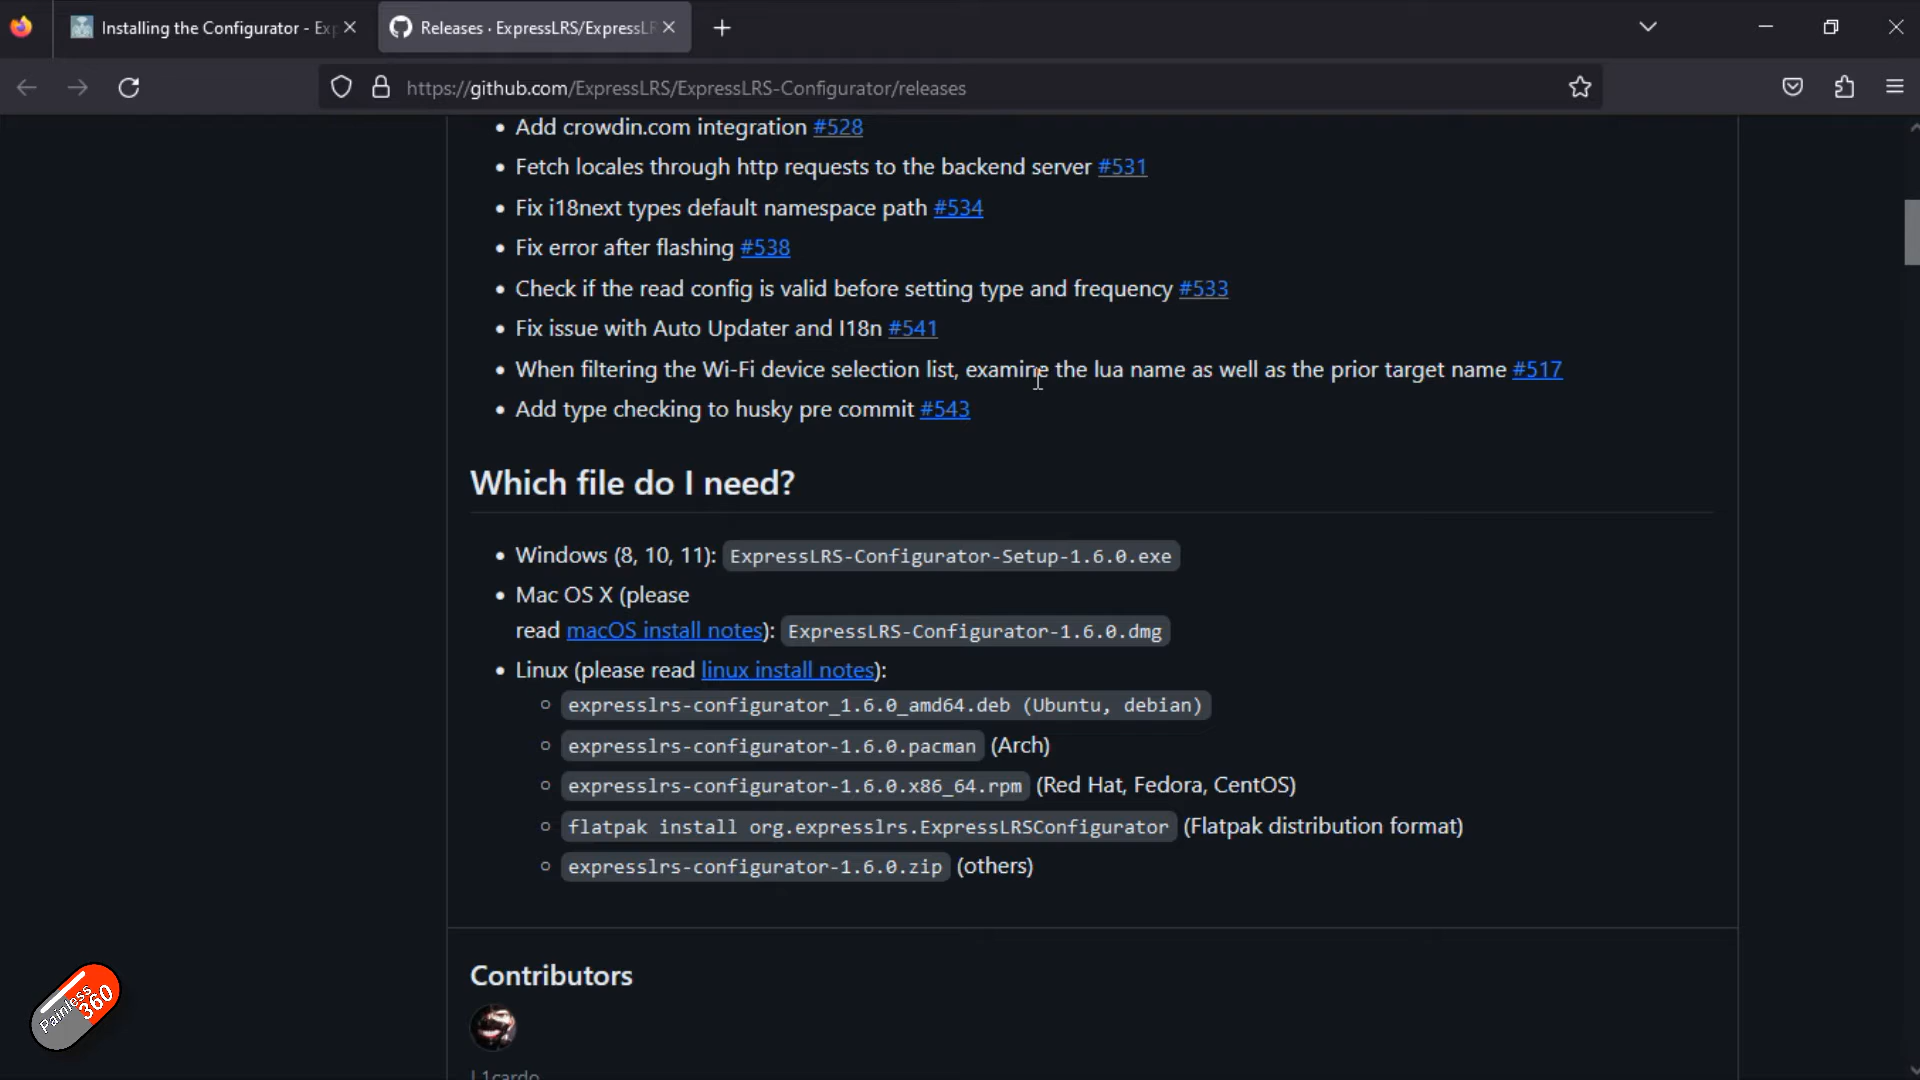 Installing the Configurator - Exp
Releases · ExpressLRS/ExpressLR
https://github.com/ExpressLRS/ExpressLRS-Configurator/releases
• Add crowdin.com integration #528
• Fetch locales through http requests to the backend server #531
• Fix i18next types default namespace path #534
• Fix error after flashing #538
• Check if the read config is valid before setting type and frequency #533
• Fix issue with Auto Updater and I18n #541
• When filtering the Wi-Fi device selection list, examine the lua name as well as the prior target name #517
• Add type checking to husky pre commit #543
Which file do I need?
• Windows (8, 10, 11): ExpressLRS-Configurator-Setup-1.6.0.exe
• Mac OS X (please
read macOS install notes): ExpressLRS-Configurator-1.6.0.dmg
• Linux (please read linux install notes):
○ expresslrs-configurator_1.6.0_amd64.deb (Ubuntu, debian)
○ expresslrs-configurator-1.6.0.pacman (Arch)
○ expresslrs-configurator-1.6.0.x86_64.rpm (Red Hat, Fedora, CentOS)
○ flatpak install org.expresslrs.ExpressLRSConfigurator (Flatpak distribution format)
○ expresslrs-configurator-1.6.0.zip (others)
Contributors
Painless
360